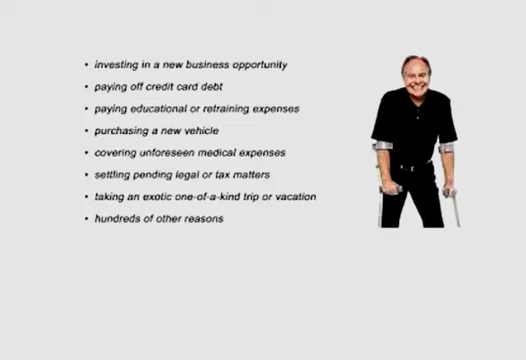 • investing in a new business opportunity
• paying off credit card debt
• paying educational or retraining expenses
• purchasing a new vehicle
• covering unforeseen medical expenses
• settling pending legal or tax matters
• taking an exotic one-of-a-kind trip or vacation
• hundreds of other reasons